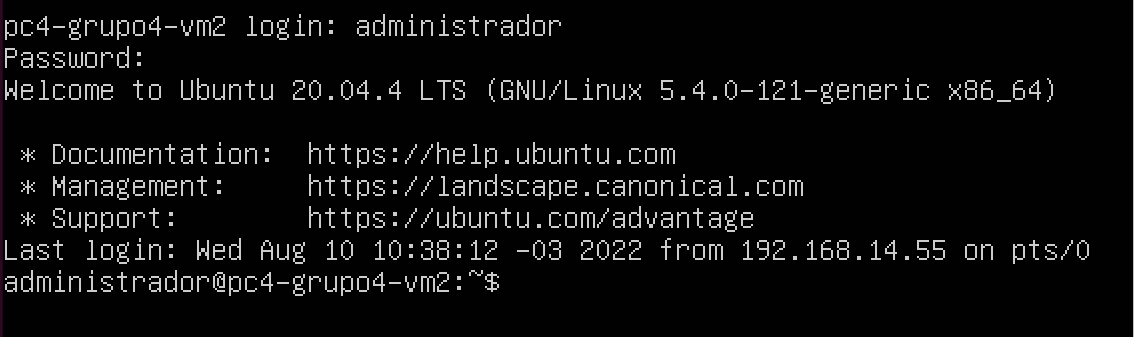 pc4-grupo4-vm2 login: administrador
Password:
Welcome to Ubuntu 20.04.4 LTS (GNU/Linux 5.4.0-121-generic x86_64)
* Documentation:  https://help.ubuntu.com
* Management:     https://landscape.canonical.com
* Support:        https://ubuntu.com/advantage
Last login: Wed Aug 10 10:38:12 -03 2022 from 192.168.14.55 on pts/0
administrador@pc4-grupo4-vm2:~$